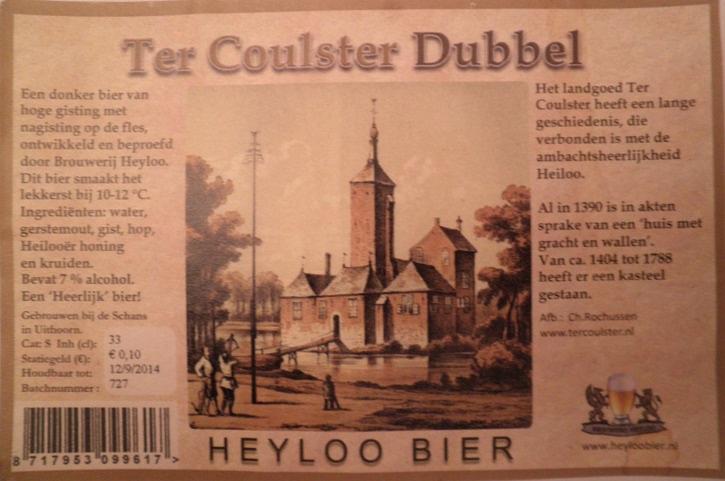 Ter Coulster Dubbel
Een donker bier van
hoge gisting met
nagisting op de fles,
ontwikkeld en beproefd
door Brouwerij Heyloo.
Dit bier smaakt het
lekkerst bij 10-12 °C.
Ingrediënten: water,
gerstemout, gist, hop,
Heilooër honing
en kruiden.
Bevat 7 % alcohol.
Een 'Heerlijk' bier!
Gebrouwen bij de Schans
in Uithoorn.
Cat: S Inh (cl): 33
Statiegeld (€): € 0,10
Houdbaar tot: 12/9/2014
Batchnummer : 727
8 717953 099617 >
Het landgoed Ter
Coulster heeft een lange
geschiedenis, die
verbonden is met de
ambachtsheerlijkheid
Heiloo.
Al in 1390 is in akten
sprake van een 'huis met
gracht en wallen'.
Van ca. 1404 tot 1788
heeft er een kasteel
gestaan.
Afb.: Ch.Rochussen
www.tercoulster.nl
HEYLOO BIER
www.heyloobier.nl